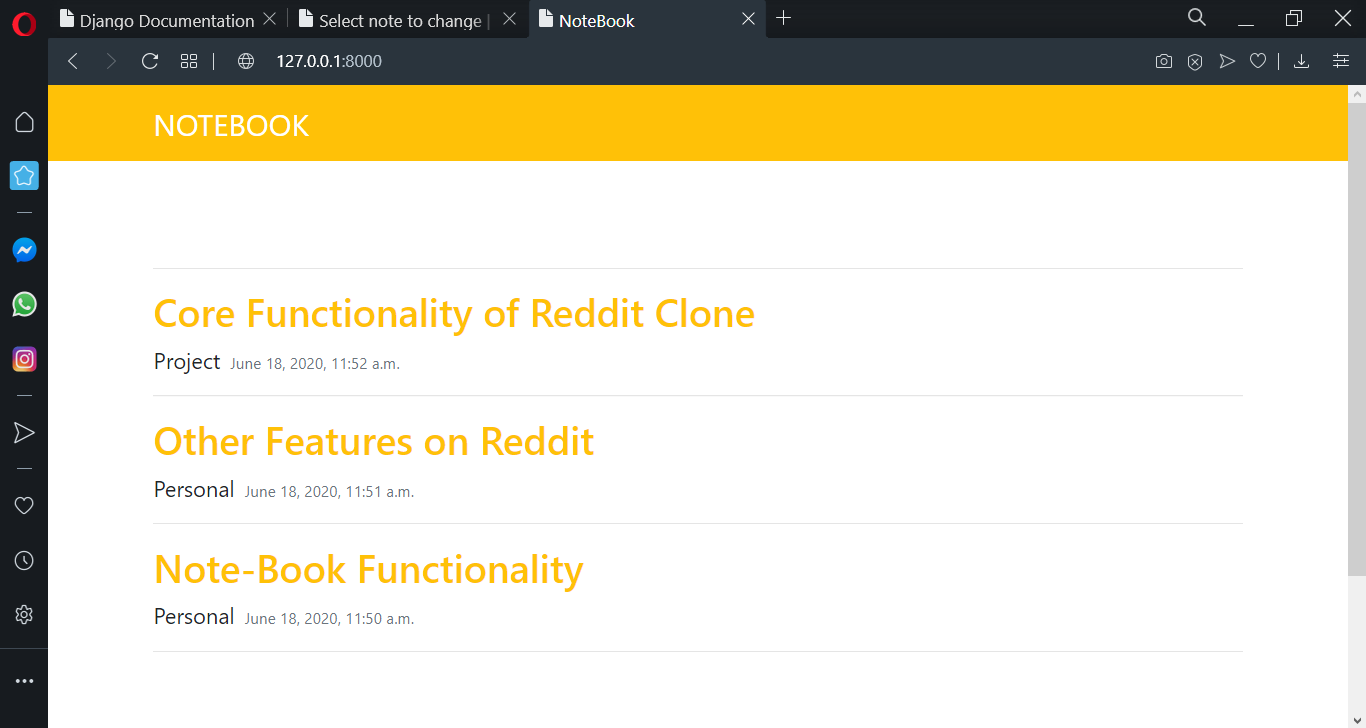 Django Documentation
Select note to change |
NoteBook
127.0.0.1:8000
NOTEBOOK
Core Functionality of Reddit Clone
Project June 18, 2020, 11:52 a.m.
Other Features on Reddit
Personal June 18, 2020, 11:51 a.m.
Note-Book Functionality
Personal June 18, 2020, 11:50 a.m.